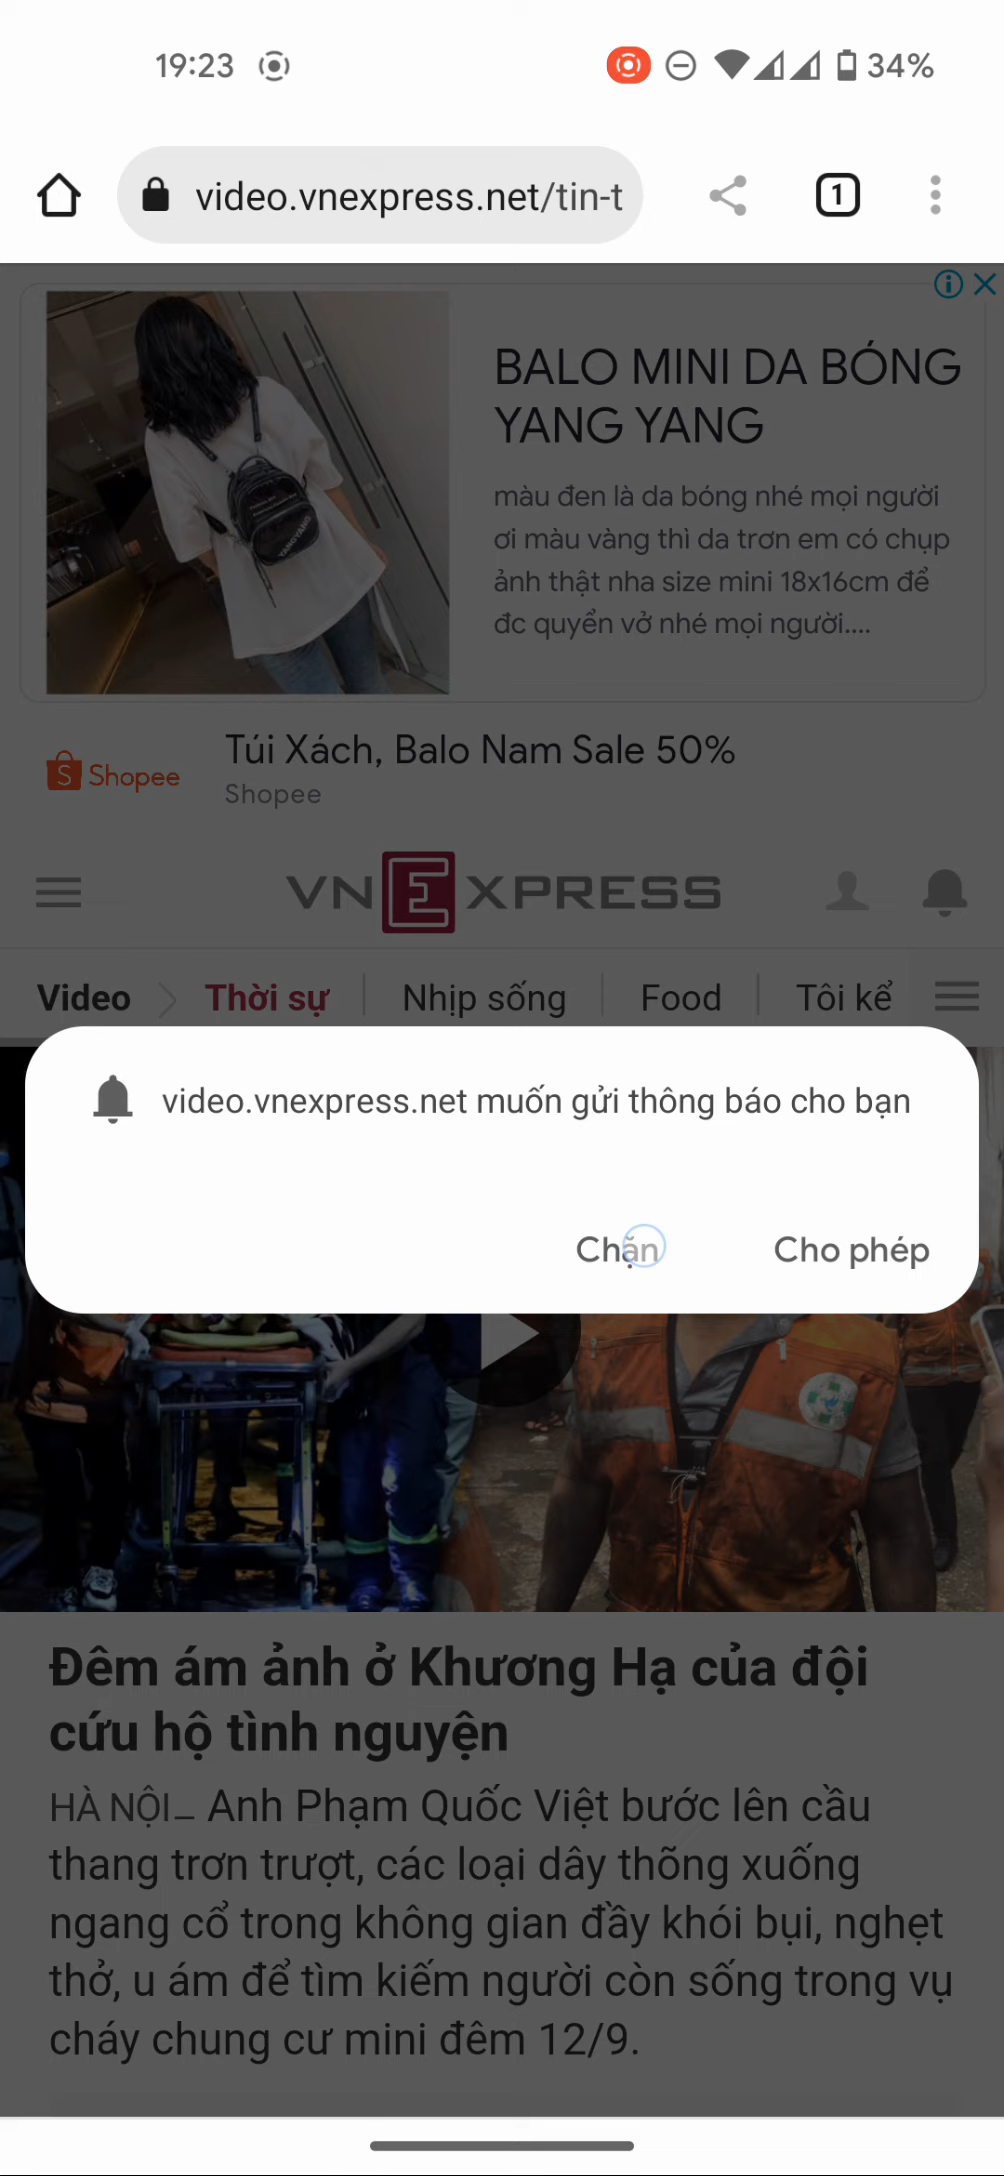 19:23
34%
video.vnexpress.net/tin-t
1
BALO MINI DA BÓNG
YANG YANG
màu đen là da bóng nhé mọi người
ơi màu vàng thì da trơn em có chụp
ảnh thật nha size mini 18x16cm để
đc quyển vở nhé mọi người....
YANGYANG
Túi Xách, Balo Nam Sale 50%
Shopee
Shopee
VNEXPRESS
Video
Thời sự
Nhịp sống
Food
Tôi kể
video.vnexpress.net muốn gửi thông báo cho bạn
Chặn
Cho phép
Đêm ám ảnh ở Khương Hạ của đội
cứu hộ tình nguyện
HÀ NỘI_ Anh Phạm Quốc Việt bước lên cầu
thang trơn trượt, các loại dây thõng xuống
ngang cổ trong không gian đầy khói bụi, nghẹt
thở, u ám để tìm kiếm người còn sống trong vụ
cháy chung cư mini đêm 12/9.